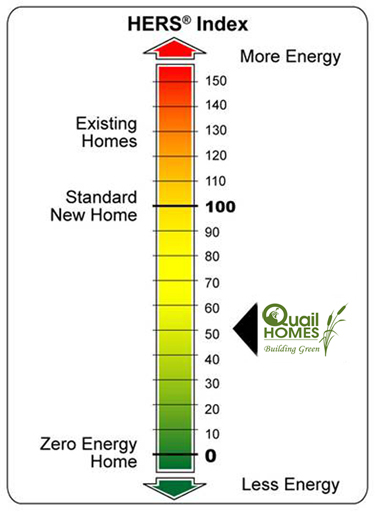 HERS® Index
More Energy
150
140
Existing
Homes
130
120
110
Standard
New Home
100
90
80
70
60
Quail
HOMES
Building Green
50
40
30
20
10
Zero Energy
Home
0
Less Energy